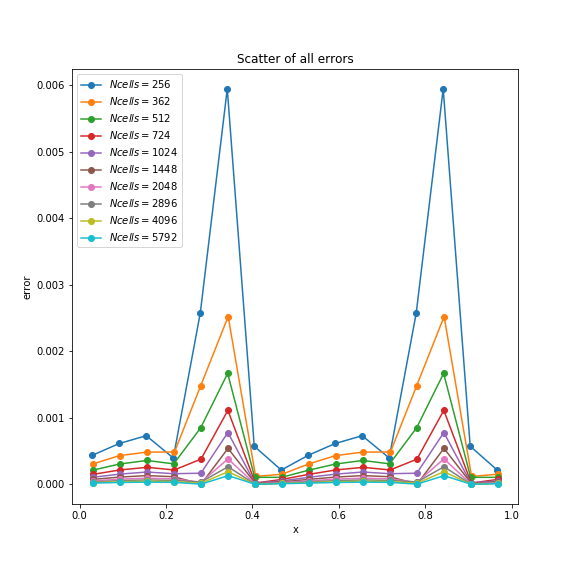 Scatter of all errors
Ncells = 256
Ncells = 362
Ncells = 512
Ncells = 724
Ncells = 1024
Ncells = 1448
Ncells = 2048
Ncells = 2896
Ncells = 4096
Ncells = 5792
0.006
0.005
0.004
0.003
0.002
0.001
0.000
error
0.0 0.2 0.4 0.6 0.8 1.0
x